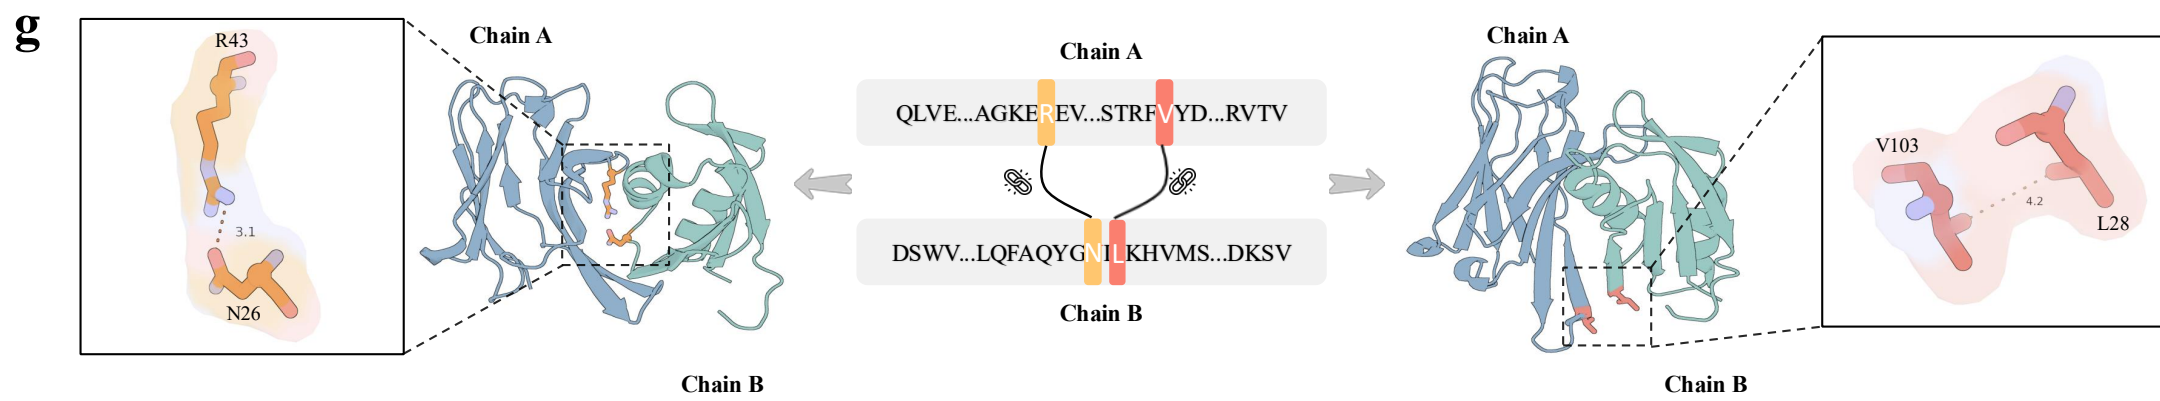 g
R43
3.1
N26
Chain A
Chain B
Chain A
QLVE...AGKEREV...STRFVYD...RVTV
DSWV...LQFAQYGNILKHVMS...DKSV
Chain B
Chain A
Chain B
V103
4.2
L28